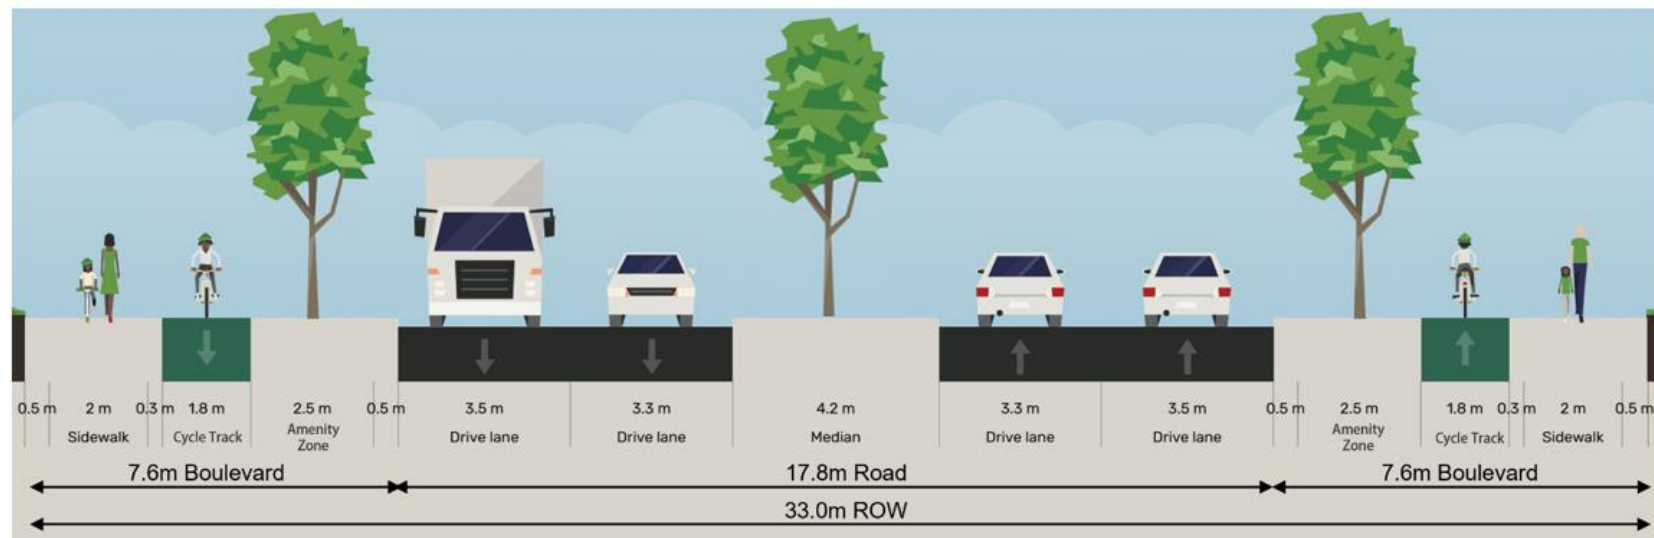 0.5 m 2 m 0.3 m 1.8 m 2.5 m 0.5 m 3.5 m 3.3 m 4.2 m 3.3 m 3.5 m 0.5 m 2.5 m 1.8 m 0.3 m 2 m 0.5 m
Sidewalk Cycle Track Amenity Zone Drive lane Drive lane Median Drive lane Drive lane Amenity Zone Cycle Track Sidewalk
7.6m Boulevard 17.8m Road 7.6m Boulevard
33.0m ROW